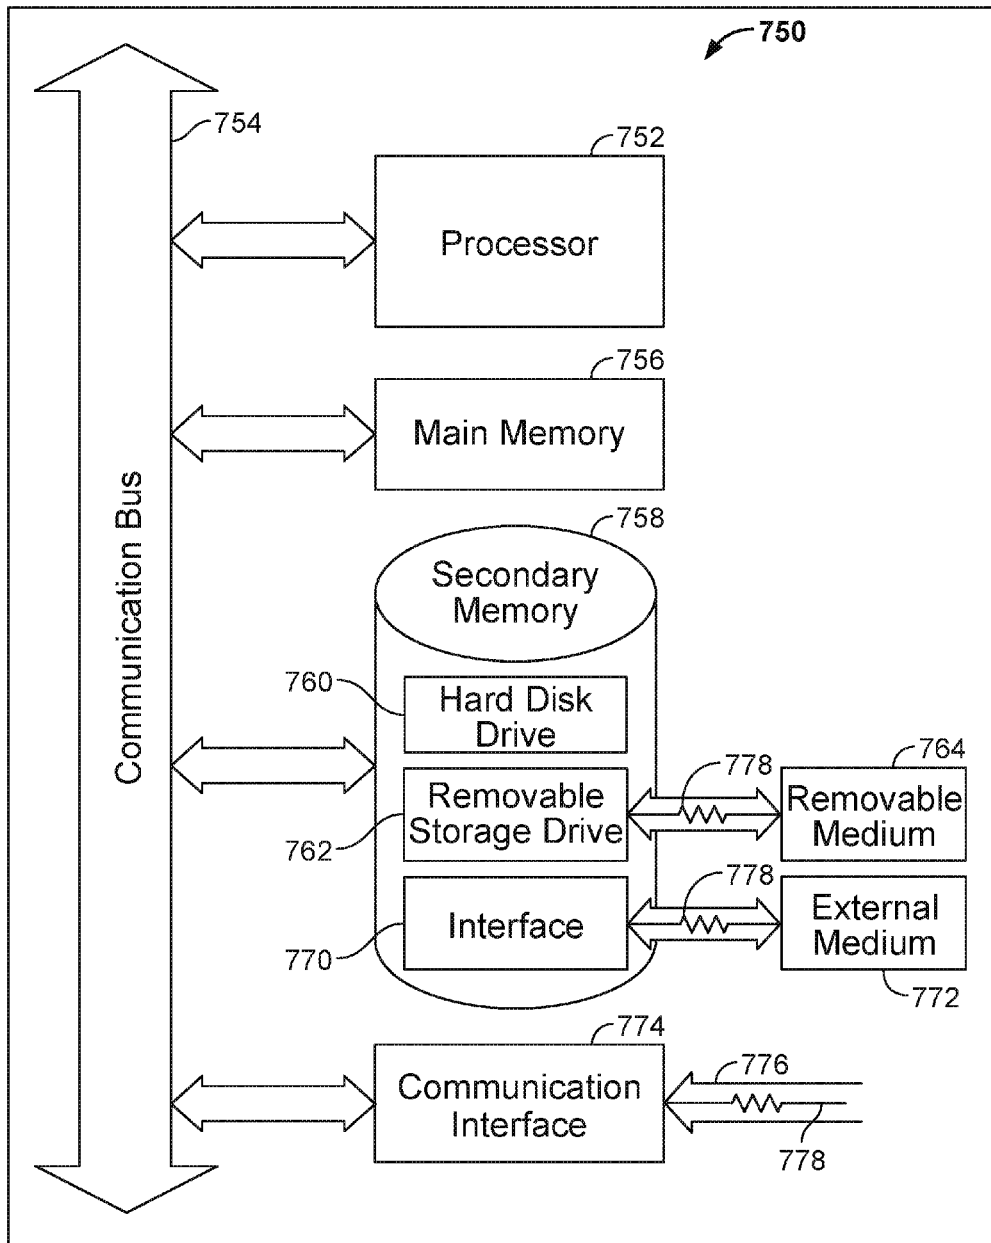 750
754
752
Processor
756
Main Memory
Communication Bus
758
Secondary
Memory
760
Hard Disk
Drive
762
Removable
Storage Drive
778
764
Removable
Medium
770
Interface
778
External
Medium
772
774
Communication
Interface
776
778